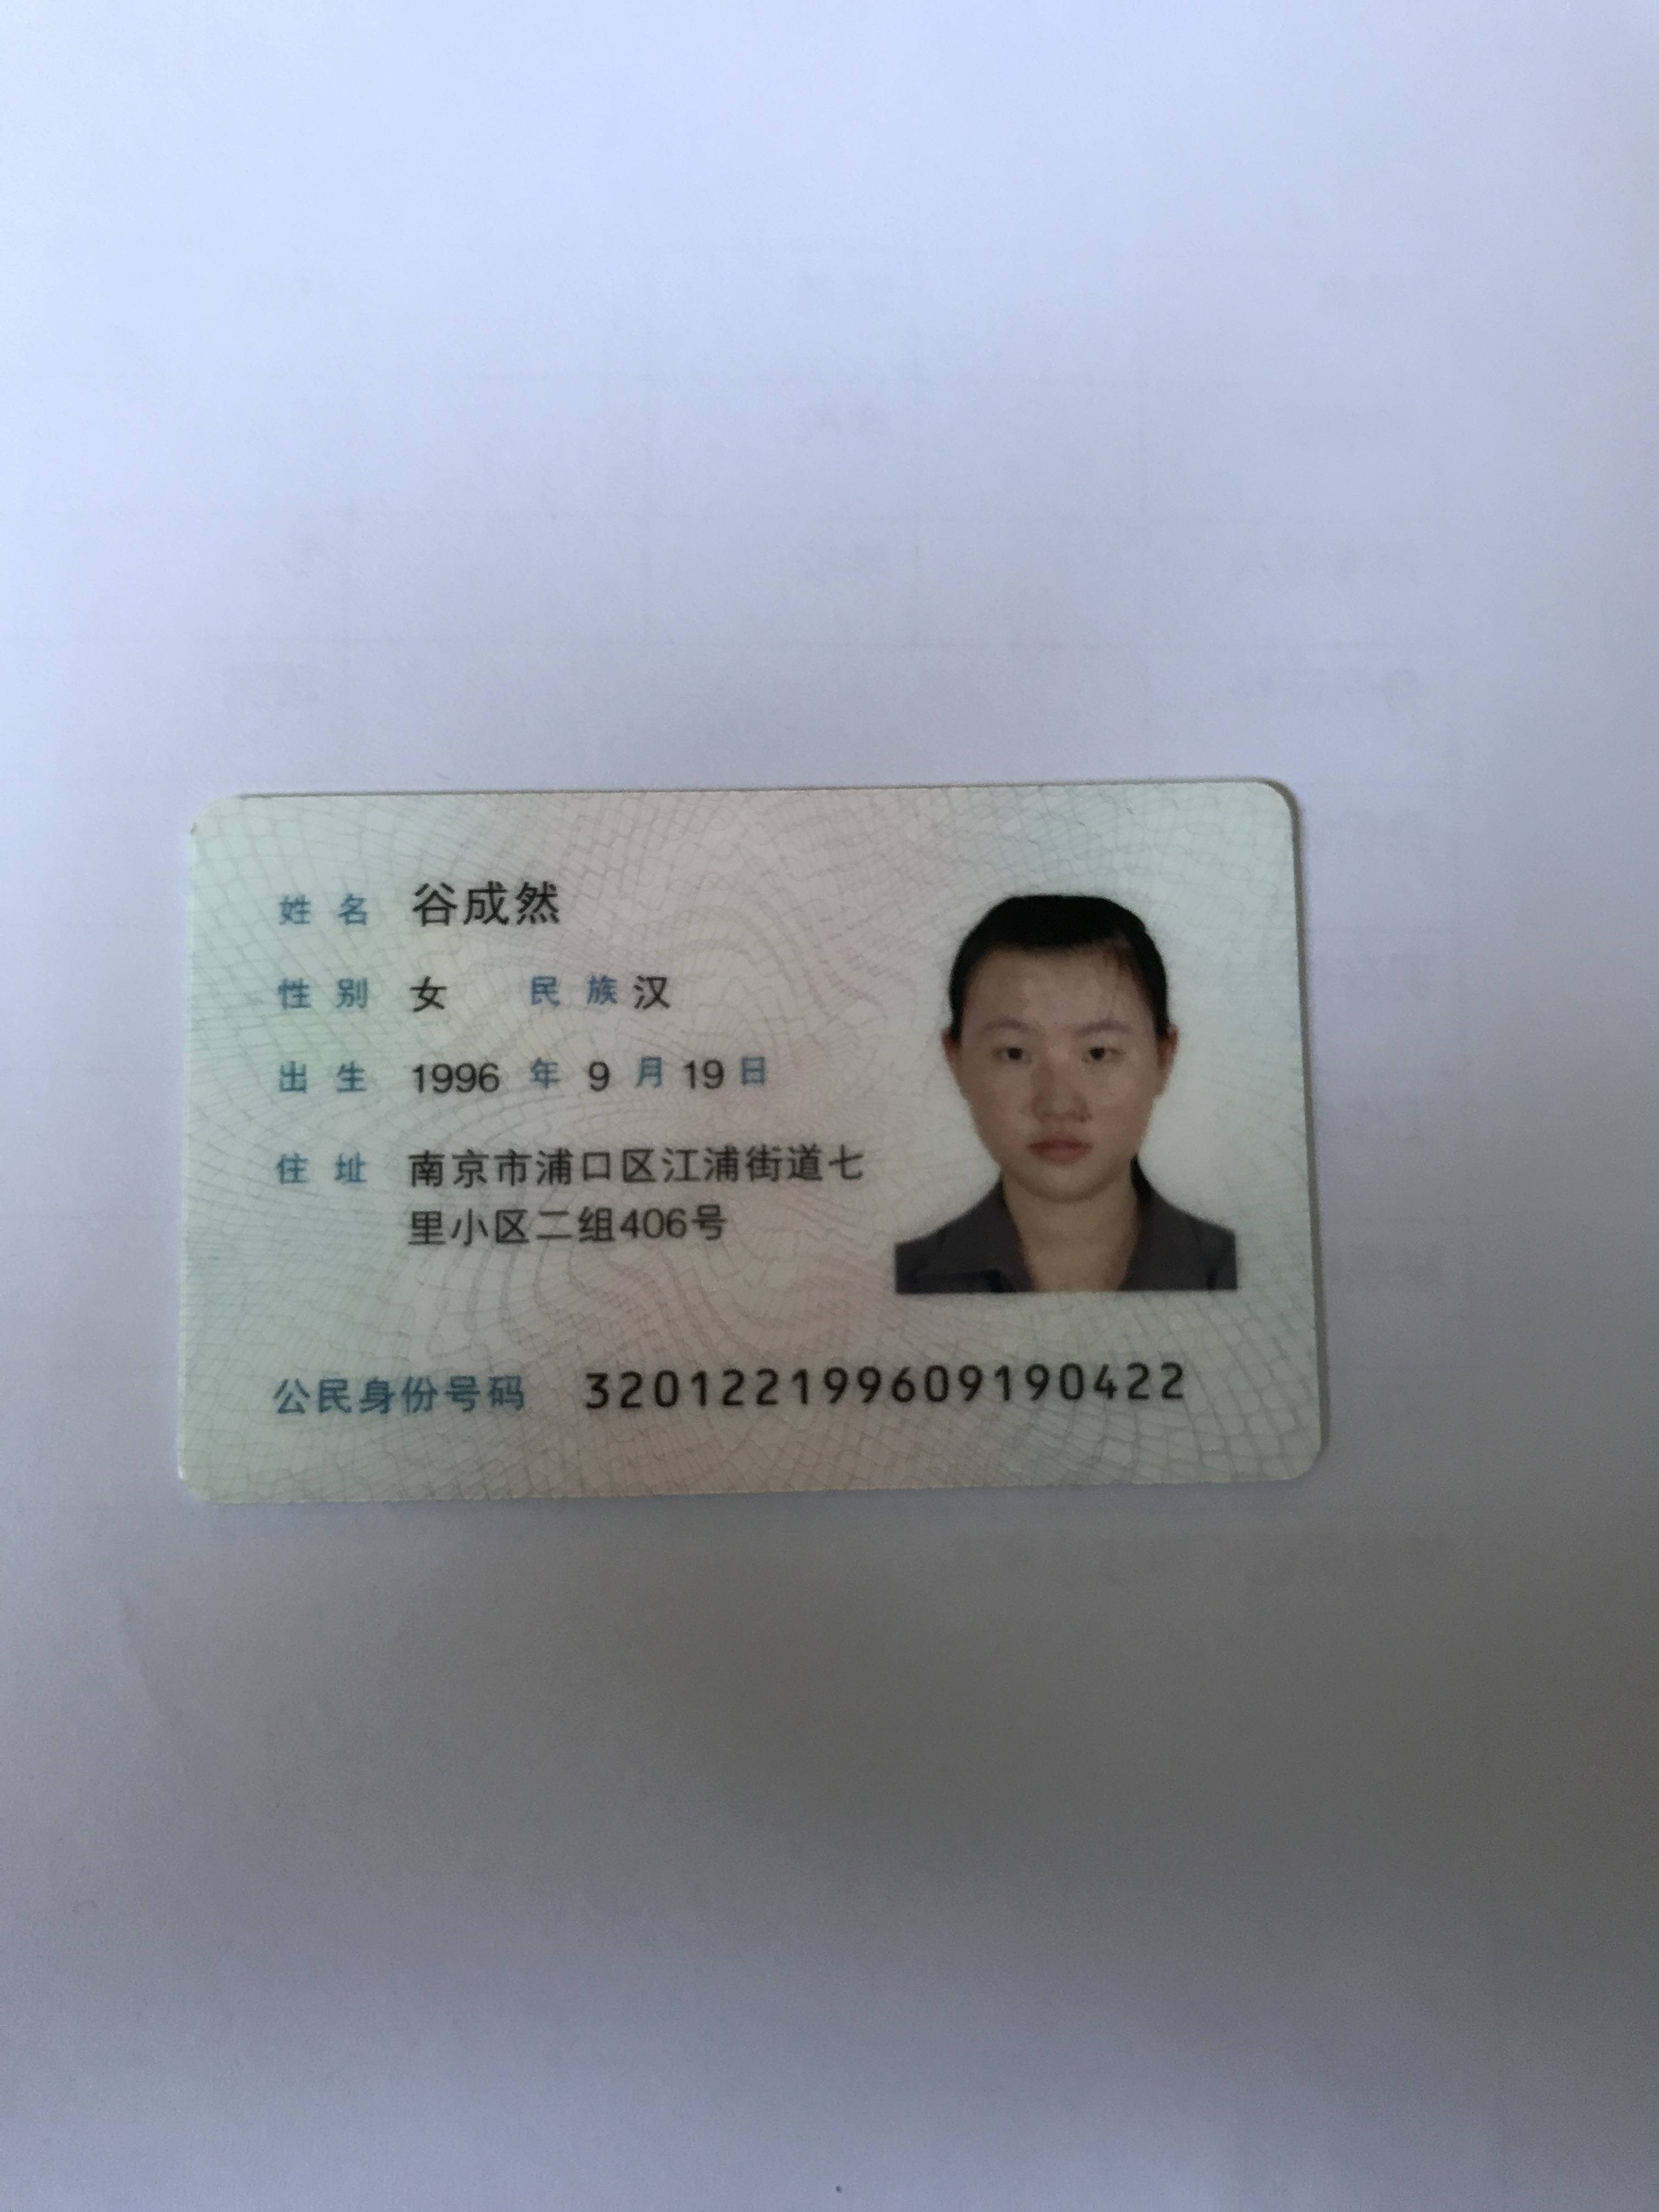 姓名 谷成然
性别 女 民族 汉
出生 1996 年 9 月 19 日
住址 南京市浦口区江浦街道七
里小区二组406号
公民身份号码 320122199609190422